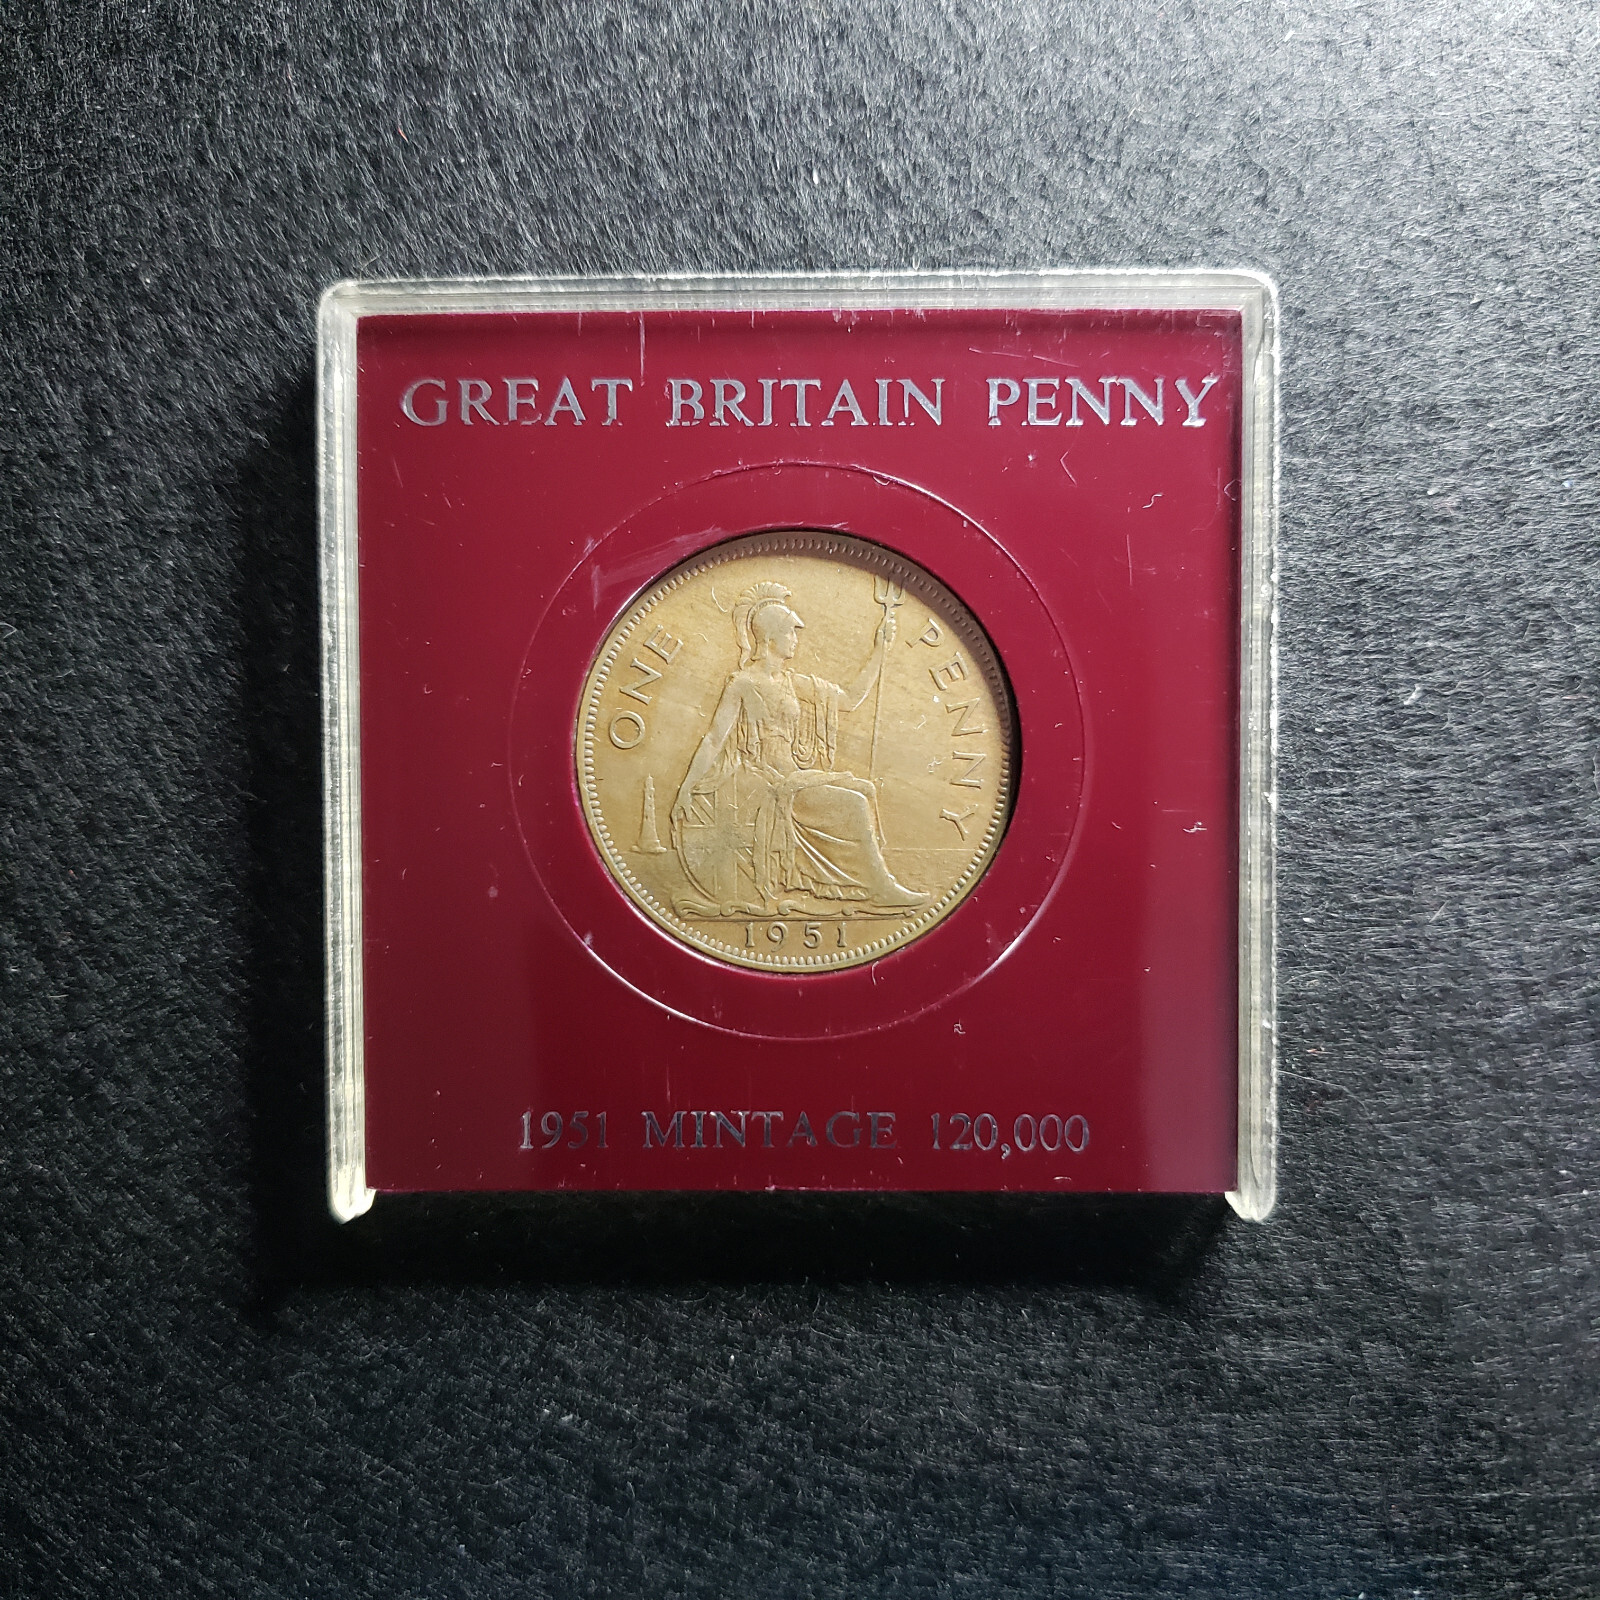 GREAT BRITAIN PENNY
ONE PENNY
1951
1951 MINTAGE 120,000